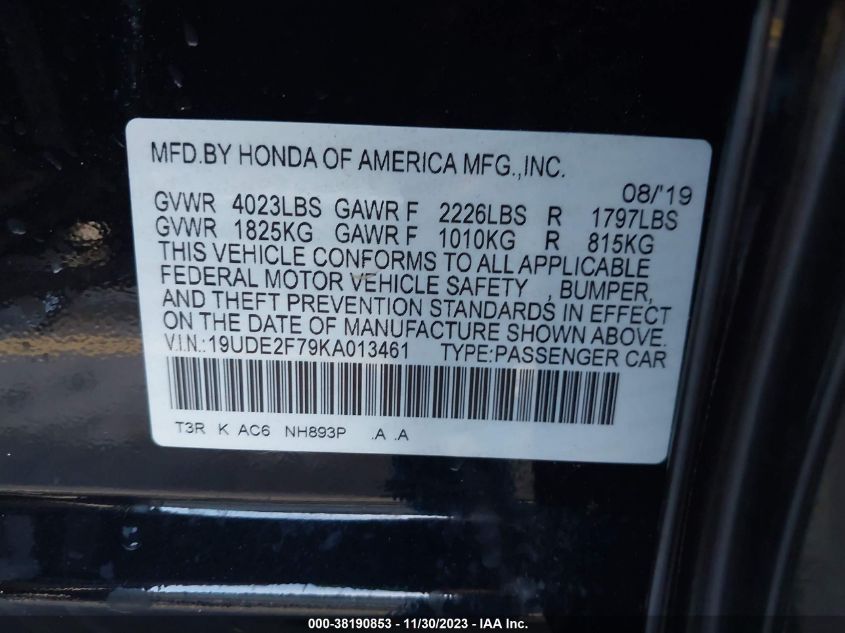 MFD.BY HONDA OF AMERICA MFG.,INC.
08/'19
GVWR 4023LBS GAWR F 2226LBS R 1797LBS
GVWR 1825KG GAWR F 1010KG R 815KG
THIS VEHICLE CONFORMS TO ALL APPLICABLE
FEDERAL MOTOR VEHICLE SAFETY , BUMPER,
AND THEFT PREVENTION STANDARDS IN EFFECT
ON THE DATE OF MANUFACTURE SHOWN ABOVE.
V.I.N.:19UDE2F79KA013461 TYPE:PASSENGER CAR
T3R K AC6 NH893P .A .A
000-38190853 - 11/30/2023 - IAA Inc.